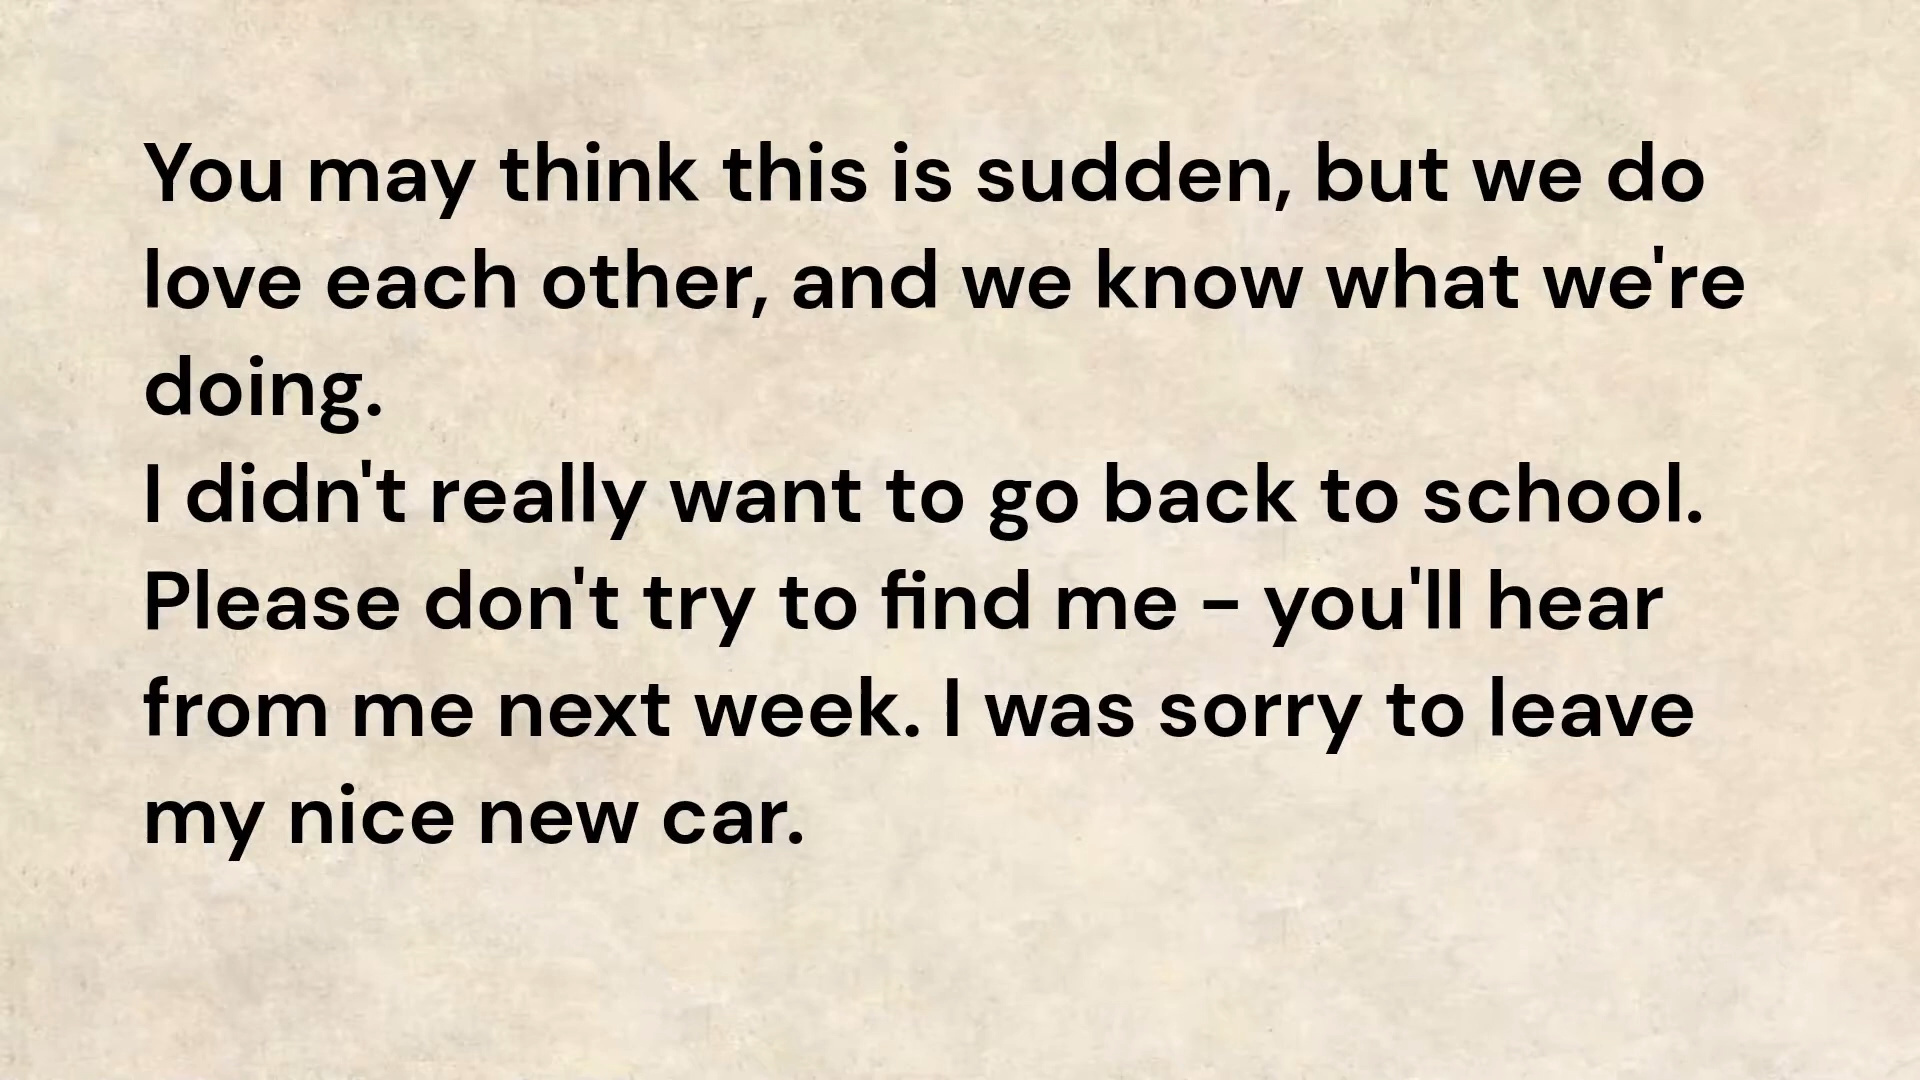 You may think this is sudden, but we do
love each other, and we know what we're
doing.
I didn't really want to go back to school.
Please don't try to find me – you'll hear
from me next week. I was sorry to leave
my nice new car.